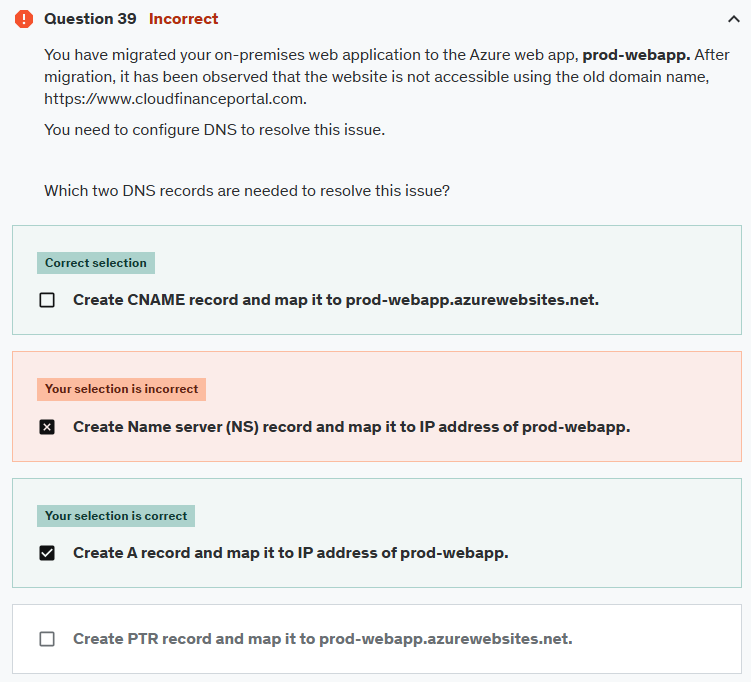 Question 39 Incorrect
You have migrated your on-premises web application to the Azure web app, prod-webapp. After
migration, it has been observed that the website is not accessible using the old domain name,
https://www.cloudfinanceportal.com.
You need to configure DNS to resolve this issue.
Which two DNS records are needed to resolve this issue?
Correct selection
Create CNAME record and map it to prod-webapp.azurewebsites.net.
Your selection is incorrect
Create Name server (NS) record and map it to IP address of prod-webapp.
Your selection is correct
Create A record and map it to IP address of prod-webapp.
Create PTR record and map it to prod-webapp.azurewebsites.net.